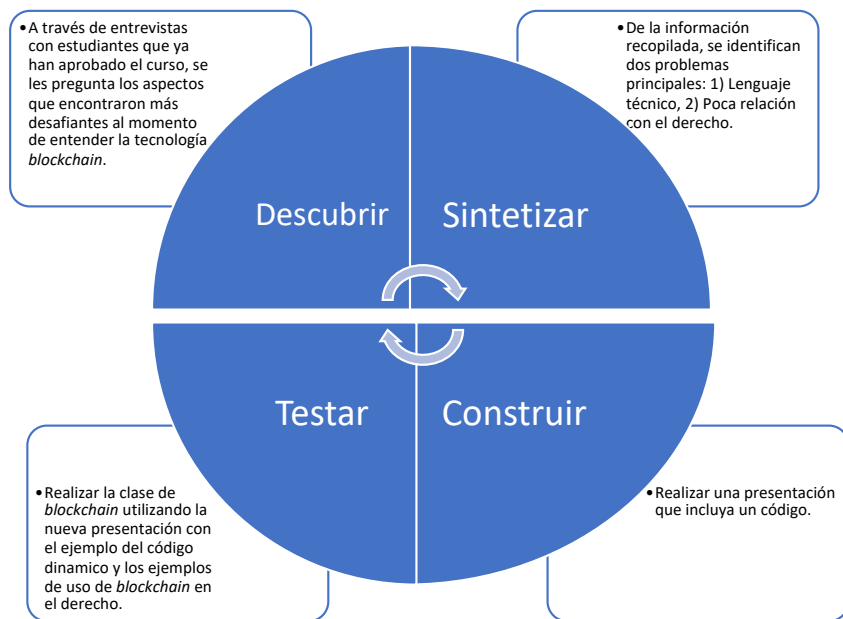 •A través de entrevistas
con estudiantes que ya
han aprobado el curso, se
les pregunta los aspectos
que encontraron más
desafiantes al momento
de entender la tecnología
blockchain.
•De la información
recopilada, se identifican
dos problemas
principales: 1) Lenguaje
técnico, 2) Poca relación
con el derecho.
Descubrir
Sintetizar
Testar
Construir
•Realizar la clase de
blockchain utilizando la
nueva presentación con
el ejemplo del código
dinamico y los ejemplos
de uso de blockchain en
el derecho.
•Realizar una presentación
que incluya un código.